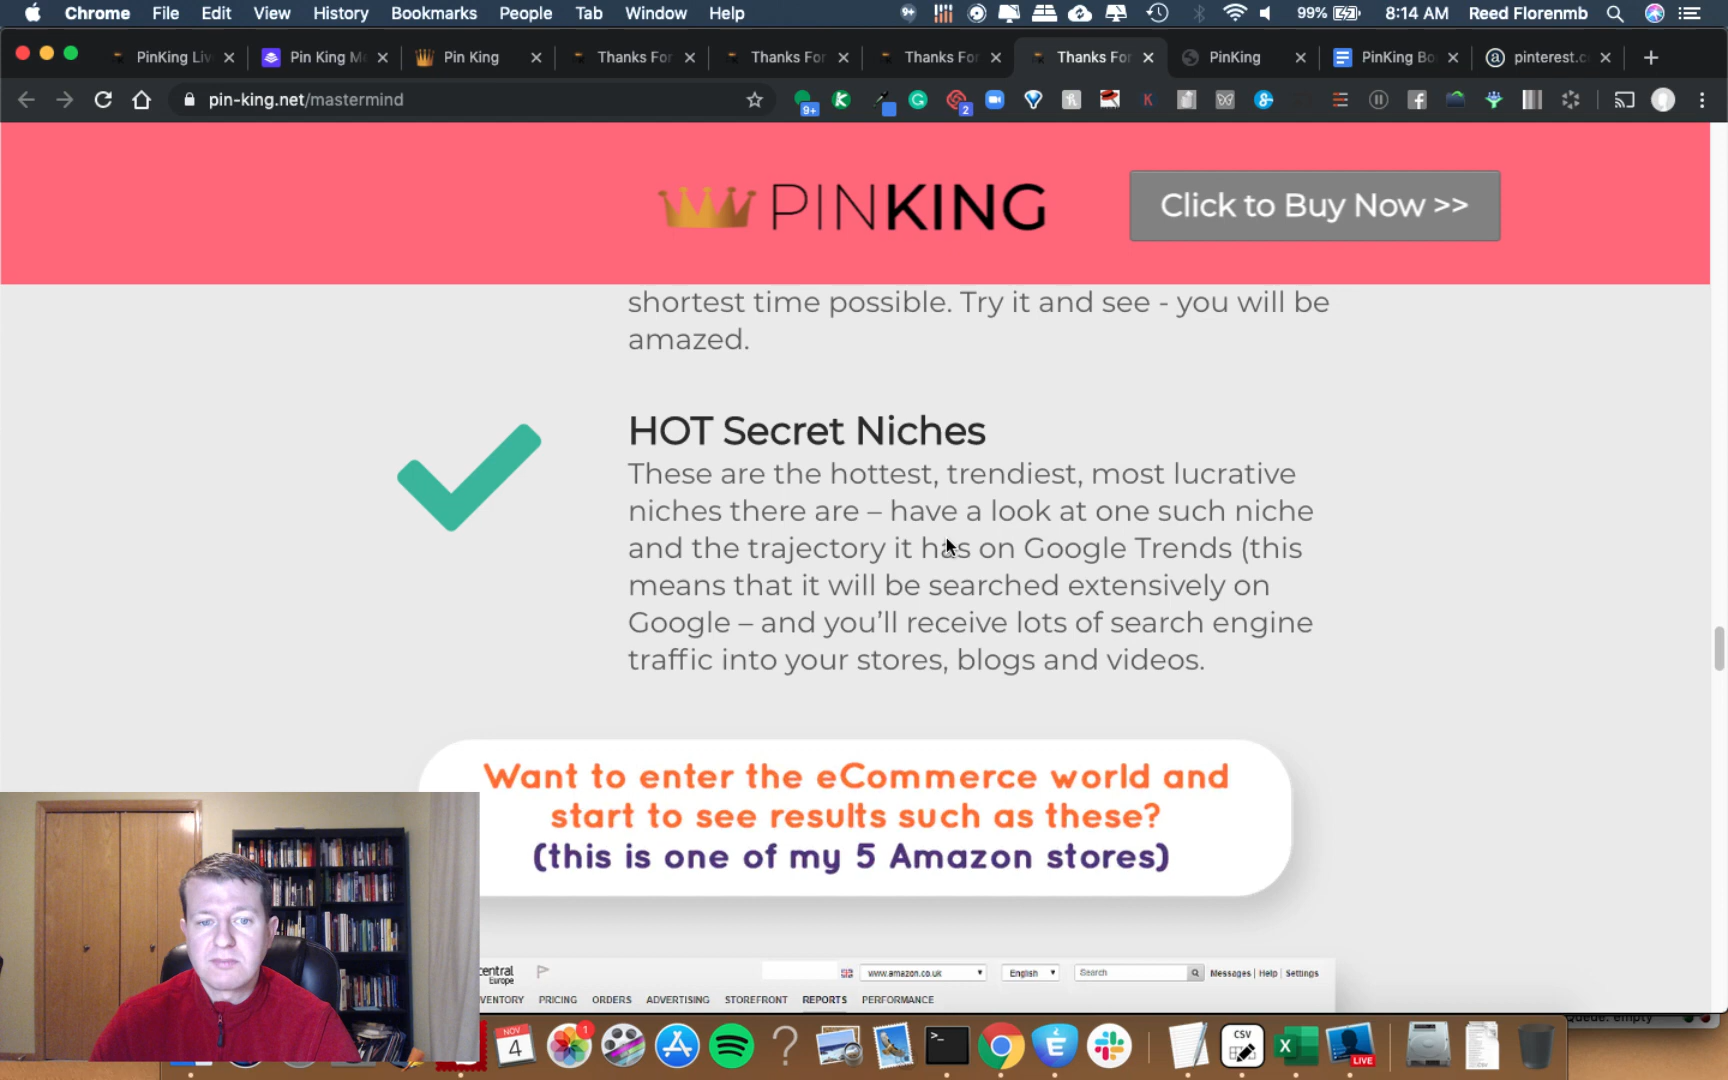 Chrome File Edit View History Bookmarks People Tab Window Help 99% 8:14 AM Reed Florenmb
PinKing Liv Pin King Me Pin King Thanks For Thanks For Thanks For Thanks For PinKing PinKing Bo pinterest.c
pin-king.net/mastermind
PINKING
Click to Buy Now >>
shortest time possible. Try it and see - you will be
amazed.
HOT Secret Niches
These are the hottest, trendiest, most lucrative
niches there are – have a look at one such niche
and the trajectory it has on Google Trends (this
means that it will be searched extensively on
Google – and you'll receive lots of search engine
traffic into your stores, blogs and videos.
Want to enter the eCommerce world and
start to see results such as these?
(this is one of my 5 Amazon stores)
central
Europe
www.amazon.co.uk English Search Messages | Help | Settings
VENTORY PRICING ORDERS ADVERTISING STOREFRONT REPORTS PERFORMANCE
NOV
4
1
CSV
LIVE